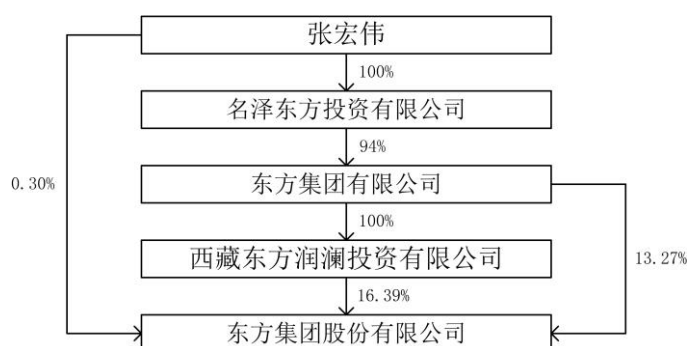 张宏伟
100%
名泽东方投资有限公司
94%
0.30%
东方集团有限公司
100%
西藏东方润澜投资有限公司
13.27%
16.39%
东方集团股份有限公司